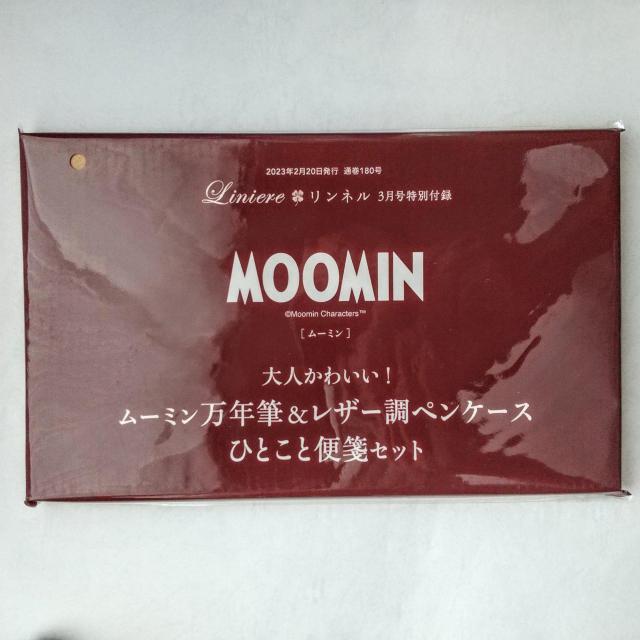 2023年2月20日発行 通巻180号
Liniere リンネル 3月号特別付録
MOOMIN
©Moomin Characters™
[ムーミン]
大人かわいい!
ムーミン万年筆&レザー調ペンケース
ひとこと便箋セット